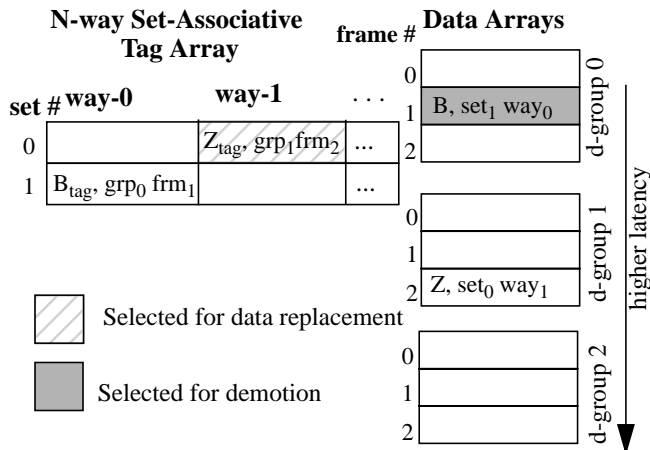 N-way Set-Associative
Tag Array
frame #
Data Arrays
set #
way-0
way-1
. . .
0
Z_tag, grp_1frm_2
...
1
B_tag, grp_0 frm_1
...
0
1
B, set_1 way_0
2
d-group 0
0
1
2
Z, set_0 way_1
d-group 1
0
1
2
d-group 2
higher latency
Selected for data replacement
Selected for demotion